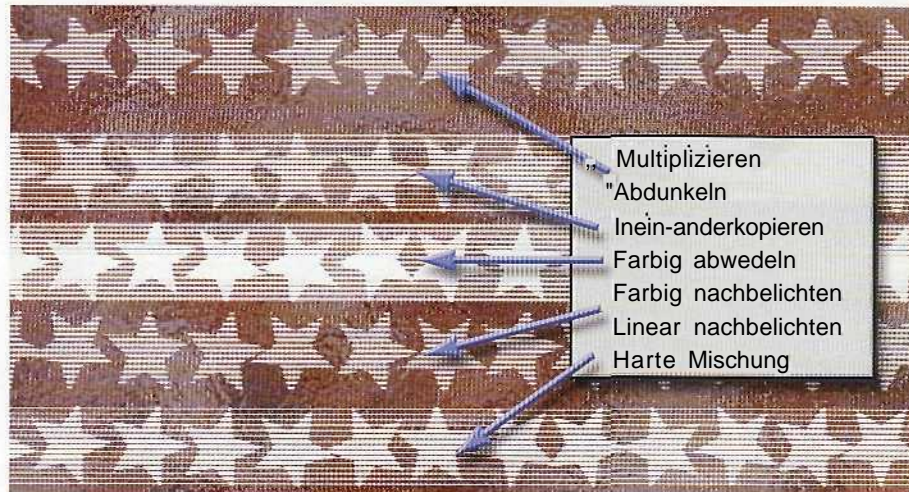 „ Multiplizieren
"Abdunkeln
Inein-anderkopieren
Farbig abwedeln
Farbig nachbelichten
Linear nachbelichten
Harte Mischung